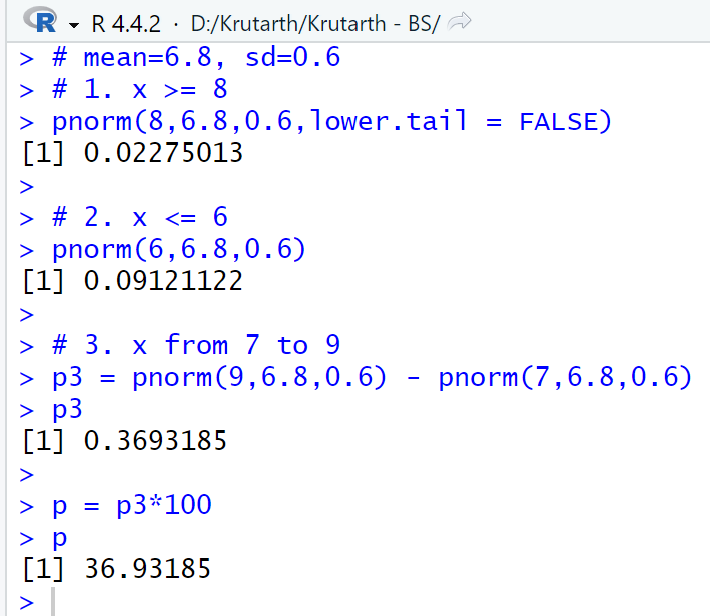 R R 4.4.2 · D:/Krutarth/Krutarth - BS/
> # mean=6.8, sd=0.6
> # 1. x >= 8
> pnorm(8,6.8,0.6,lower.tail = FALSE)
[1] 0.02275013
>
> # 2. x <= 6
> pnorm(6,6.8,0.6)
[1] 0.09121122
>
> # 3. x from 7 to 9
> p3 = pnorm(9,6.8,0.6) - pnorm(7,6.8,0.6)
> p3
[1] 0.3693185
>
> p = p3*100
> p
[1] 36.93185
>